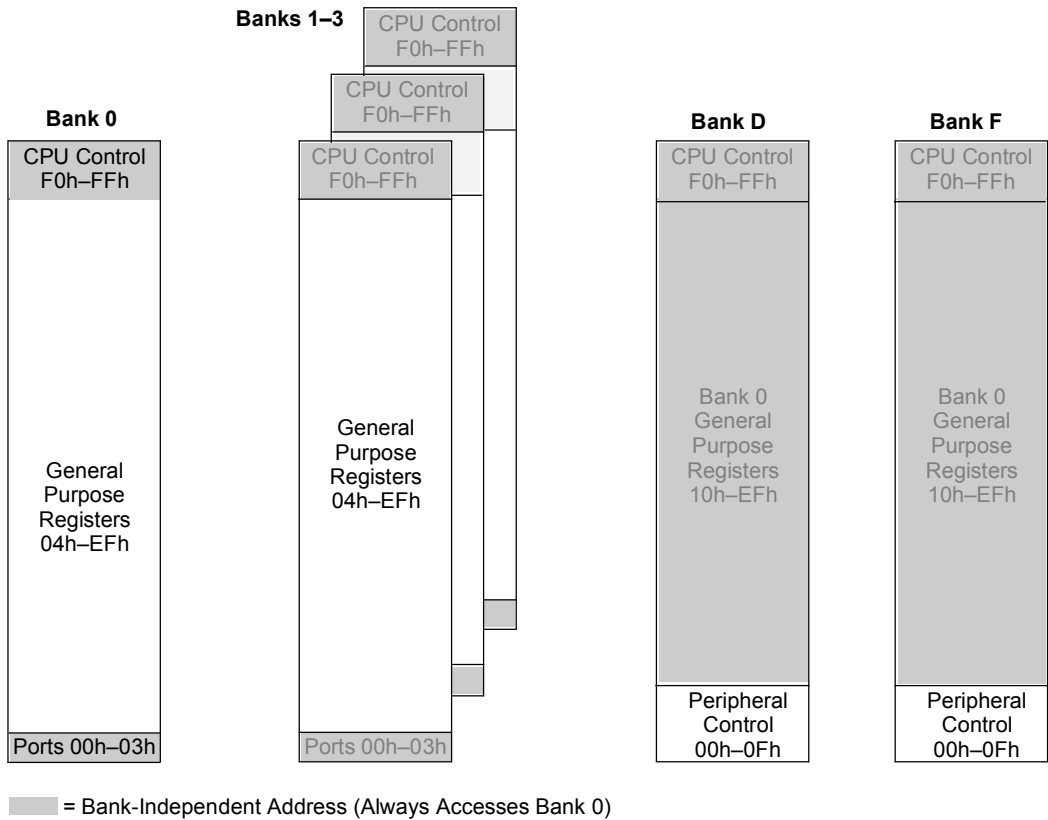 Banks 1–3
CPU Control
F0h–FFh
CPU Control
F0h–FFh
Bank 0
CPU Control
F0h–FFh
General
Purpose
Registers
04h–EFh
Ports 00h–03h
CPU Control
F0h–FFh
General
Purpose
Registers
04h–EFh
Ports 00h–03h
Bank D
CPU Control
F0h–FFh
Bank 0
General
Purpose
Registers
10h–EFh
Peripheral
Control
00h–0Fh
Bank F
CPU Control
F0h–FFh
Bank 0
General
Purpose
Registers
10h–EFh
Peripheral
Control
00h–0Fh
= Bank-Independent Address (Always Accesses Bank 0)